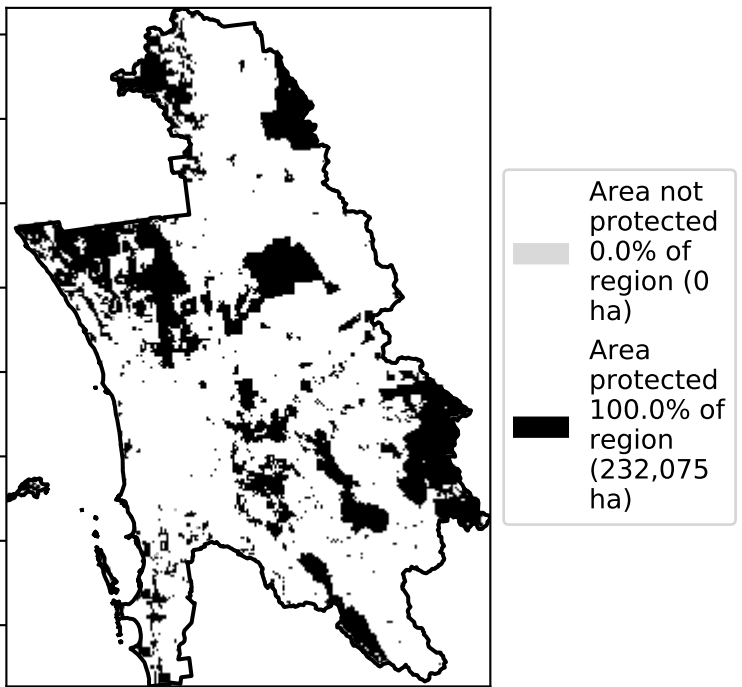 Area not
protected
0.0% of
region (0
ha)
Area
protected
100.0% of
region
(232,075
ha)